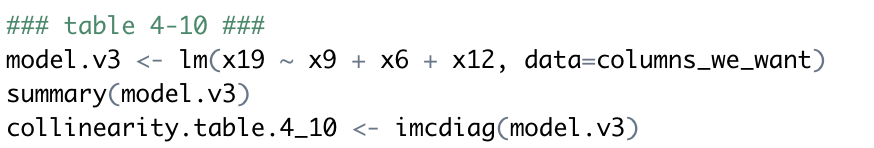 ### table 4-10 ###
model.v3 <- lm(x19 ~ x9 + x6 + x12, data=columns_we_want)
summary(model.v3)
collinearity.table.4_10 <- imcdiag(model.v3)